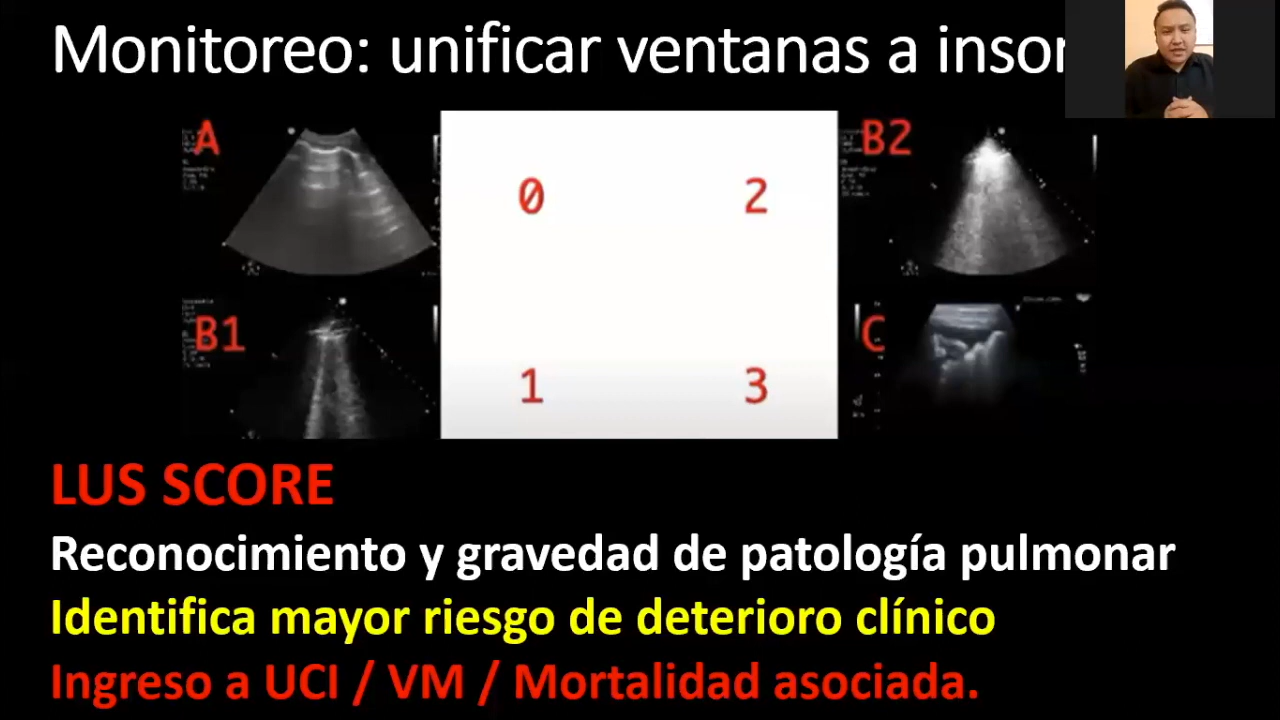 Monitoreo: unificar ventanas a insor
A
0
2
B2
B1
1
3
C
LUS SCORE
Reconocimiento y gravedad de patología pulmonar
Identifica mayor riesgo de deterioro clínico
Ingreso a UCI / VM / Mortalidad asociada.